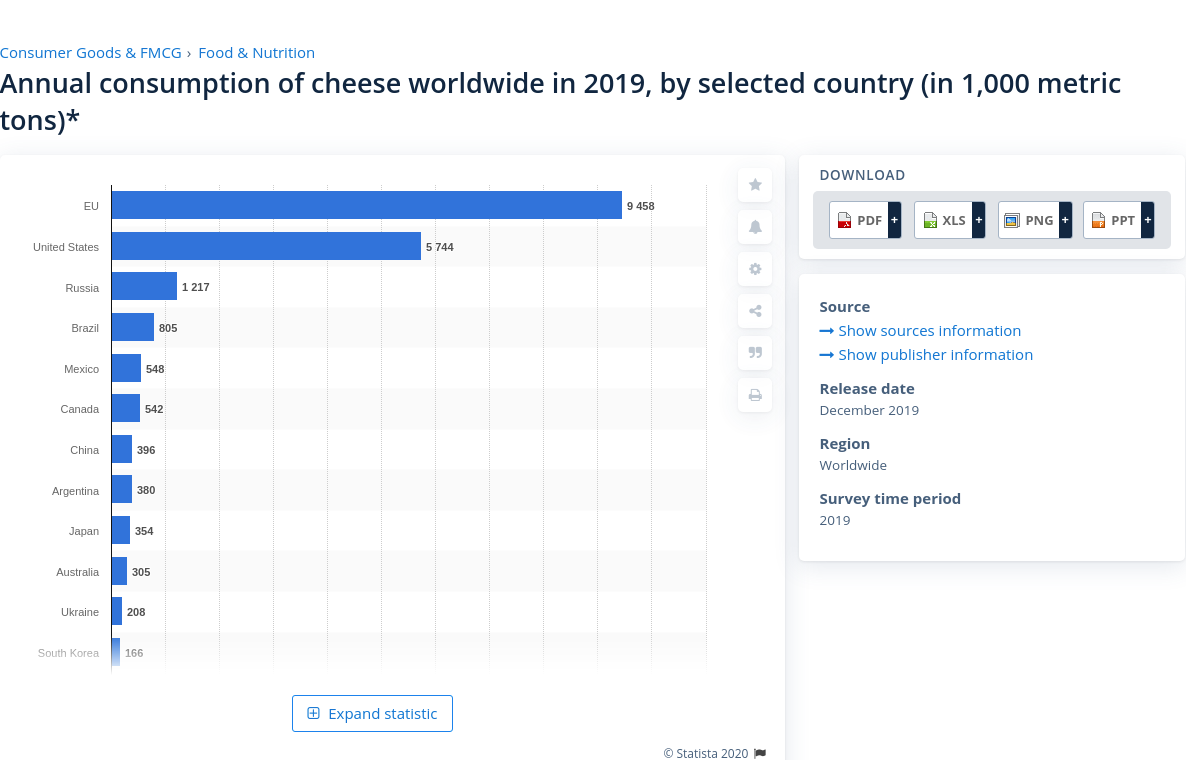 Consumer Goods & FMCG › Food & Nutrition
Annual consumption of cheese worldwide in 2019, by selected country (in 1,000 metric
tons)*
EU 9 458
United States 5 744
Russia 1 217
Brazil 805
Mexico 548
Canada 542
China 396
Argentina 380
Japan 354
Australia 305
Ukraine 208
South Korea 166
Expand statistic
© Statista 2020
DOWNLOAD
PDF + XLS + PNG + PPT +
Source
Show sources information
Show publisher information
Release date
December 2019
Region
Worldwide
Survey time period
2019